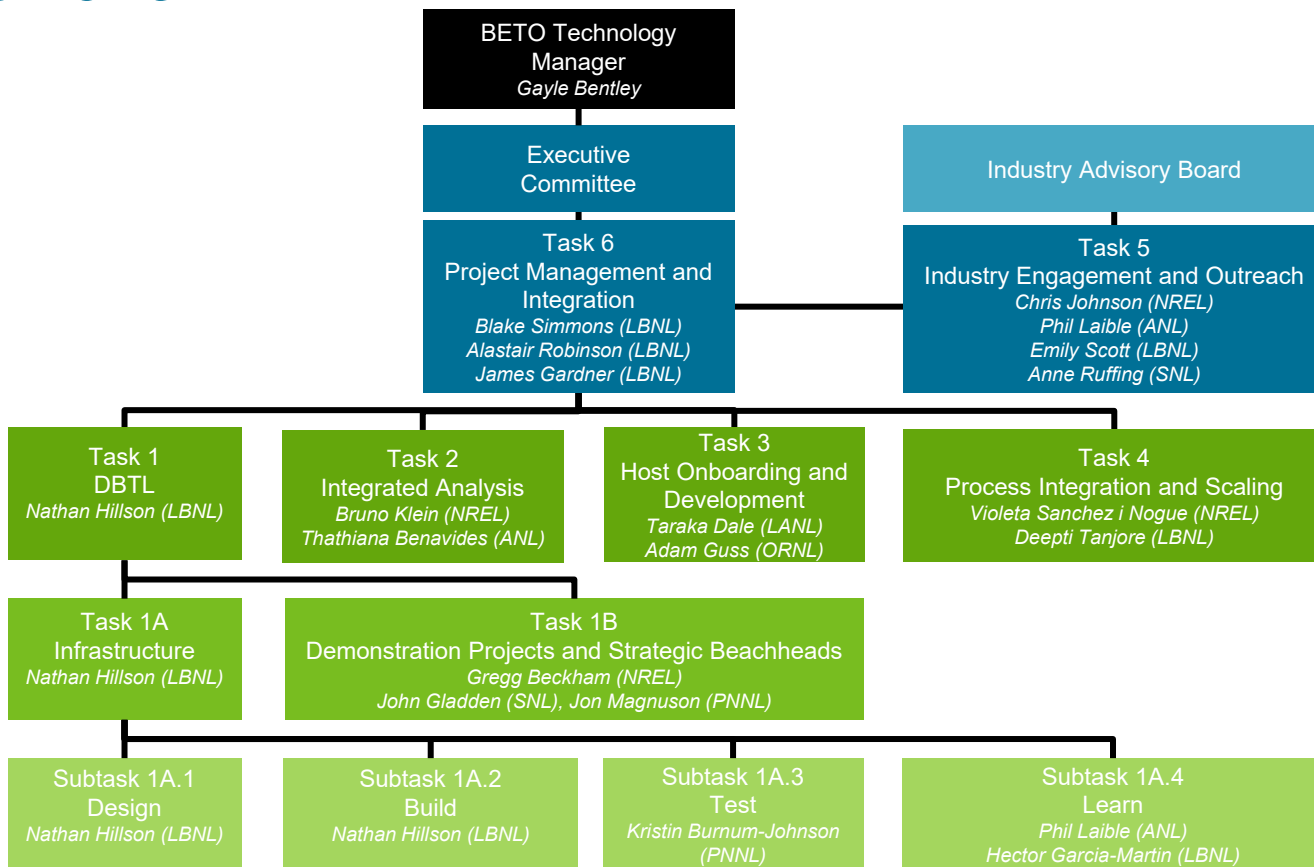 BETO Technology
Manager
Gayle Bentley
Executive
Committee
Industry Advisory Board
Task 6
Project Management and
Integration
Blake Simmons (LBNL)
Alastair Robinson (LBNL)
James Gardner (LBNL)
Task 5
Industry Engagement and Outreach
Chris Johnson (NREL)
Phil Laible (ANL)
Emily Scott (LBNL)
Anne Ruffing (SNL)
Task 1
DBTL
Nathan Hillson (LBNL)
Task 2
Integrated Analysis
Bruno Klein (NREL)
Thathiana Benavides (ANL)
Task 3
Host Onboarding and
Development
Taraka Dale (LANL)
Adam Guss (ORNL)
Task 4
Process Integration and Scaling
Violeta Sanchez i Nogue (NREL)
Deepti Tanjore (LBNL)
Task 1A
Infrastructure
Nathan Hillson (LBNL)
Task 1B
Demonstration Projects and Strategic Beachheads
Gregg Beckham (NREL)
John Gladden (SNL), Jon Magnuson (PNNL)
Subtask 1A.1
Design
Nathan Hillson (LBNL)
Subtask 1A.2
Build
Nathan Hillson (LBNL)
Subtask 1A.3
Test
Kristin Burnum-Johnson
(PNNL)
Subtask 1A.4
Learn
Phil Laible (ANL)
Hector Garcia-Martin (LBNL)